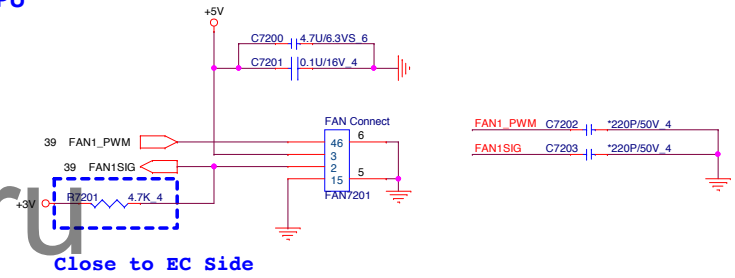 PU
+5V
C7200 4.7U/6.3VS_6
C7201 0.1U/16V_4
FAN Connect
39 FAN1_PWM
46 6
3
39 FAN1SIG
2
15 5
FAN7201
+3V R7201 4.7K_4
Close to EC Side
FAN1_PWM C7202 *220P/50V_4
FAN1SIG C7203 *220P/50V_4
ru